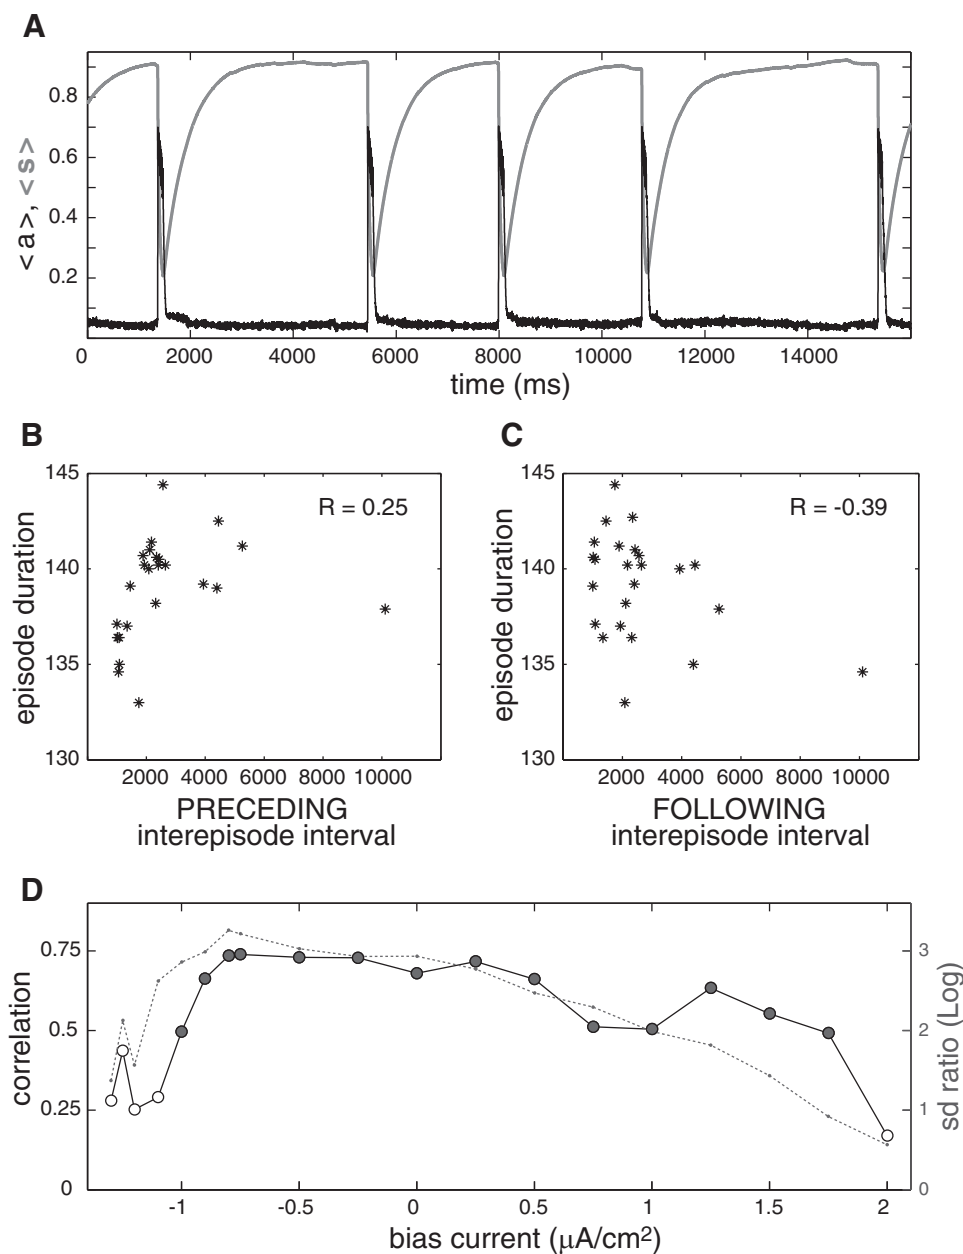 A
<a>, <s>
0.8
0.6
0.4
0.2
0 2000 4000 6000 8000 10000 12000 14000
time (ms)
B
145
140
135
130
episode duration
R = 0.25
2000 4000 6000 8000 10000
PRECEDING
interepisode interval
C
145
140
135
130
episode duration
R = -0.39
2000 4000 6000 8000 10000
FOLLOWING
interepisode interval
D
correlation
0.75
0.5
0.25
0
3
2
1
0
sd ratio (Log)
-1 -0.5 0 0.5 1 1.5 2
bias current (μA/cm²)